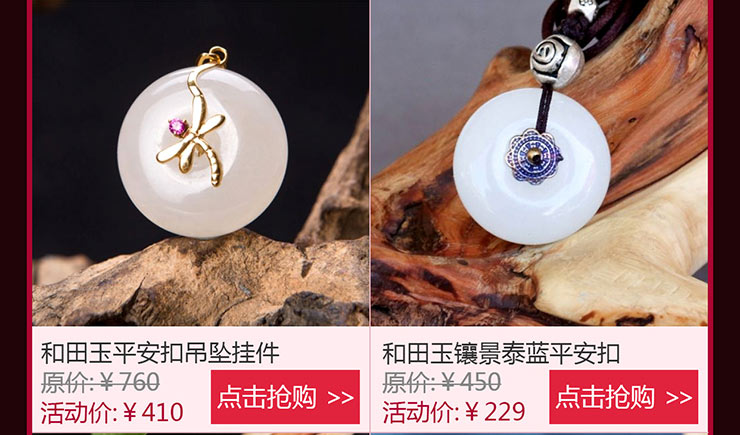 和田玉平安扣吊坠挂件
原价:¥760
活动价:¥410
点击抢购 >>
和田玉镶景泰蓝平安扣
原价:¥450
活动价:¥229
点击抢购 >>